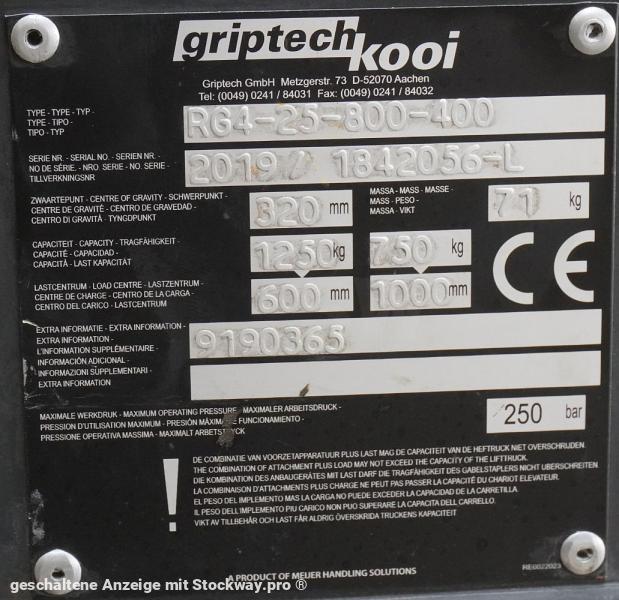 griptech kooi
Griptech GmbH Metzgerstr. 73 D-52070 Aachen
Tel: (0049) 0241 / 84031 Fax: (0049) 0241 / 84032
TYPE - TYPE - TYP -
TYPE - TIPO -
TIPO - TYP
RG4-25-800-400
SERIE NR. - SERIAL NO. - SERIEN NR. -
NO DE SÉRIE. - NRO. SERIE - NO. SERIE
TILLVERKNINGSNR
2019 / 1842056-L
ZWAARTEPUNT - CENTRE OF GRAVITY - SCHWERPUNKT -
CENTRE DE GRAVITÉ - CENTRO DE GRAVEDAD -
CENTRO DI GRAVITÁ - TYNGDPUNKT
320 mm
MASSA - MASS - MASSE -
MASS - PESO -
MASSA - VIKT
71 kg
CAPACITEIT - CAPACITY - TRAGFÄHIGKEIT -
CAPACITÉ - CAPACIDAD -
CAPACITÀ - LAST KAPACITÄT
1250 kg
750 kg
CE
LASTCENTRUM - LOAD CENTRE - LASTZENTRUM -
CENTRE DE CHARGE - CENTRO DE LA CARGA -
CENTRO DEL CARICO - LASTCENTRUM
600 mm
1000 mm
EXTRA INFORMATIE - EXTRA INFORMATION -
EXTRA INFORMATION -
L'INFORMATION SUPPLÉMENTAIRE -
INFORMACIÓN ADICIONAL -
INFORMAZIONI SUPPLEMENTARI -
EXTRA INFORMATION
9190365
MAXIMALE WERKDRUK - MAXIMUM OPERATING PRESSURE - MAXIMALER ARBEITSDRUCK -
PRESSION D'UTILISATION MAXIMUM - PRESIÓN MÁXIMA DE FUNCIONAMIENTO -
PRESSIONE OPERATIVA MASSIMA - MAXIMALT ARBETSTRYCK
250 bar
!
DE COMBINATIE VAN VOORZETAPPARATUUR PLUS LAST MAG DE CAPACITEIT VAN DE HEFTRUCK NIET OVERSCHRIJDEN.
THE COMBINATION OF ATTACHMENT PLUS LOAD MAY NOT EXCEED THE CAPACITY OF THE LIFTTRUCK.
DIE KOMBINATION DES ANBAUGERÄTES MIT LAST DARF DIE TRAGFÄHIGKEIT DES GABELSTAPLERS NICHT ÜBERSCHREITEN.
LA COMBINAISON D'ATTACHMENTS PLUS CHARGE NE PEUT PAS PASSER LA CAPACITÉ DU CHARIOT ELEVATEUR.
EL PESO DEL IMPLEMENTO MAS LA CARGA NO PUEDE EXCEDER LA CAPACIDAD DE LA CARRETILLA.
IL PESO DELL IMPLEMENTO PIU CARICO NON PUO SUPERARE LA CAPACITA DELL CARRELLO.
VIKT AV TILLBEHÖR OCH LAST FÅR ALDRIG ÖVERSKRIDA TRUCKENS KAPACITET
RE0022023
A PRODUCT OF MEIJER HANDLING SOLUTIONS
geschaltene Anzeige mit Stockway.pro ®